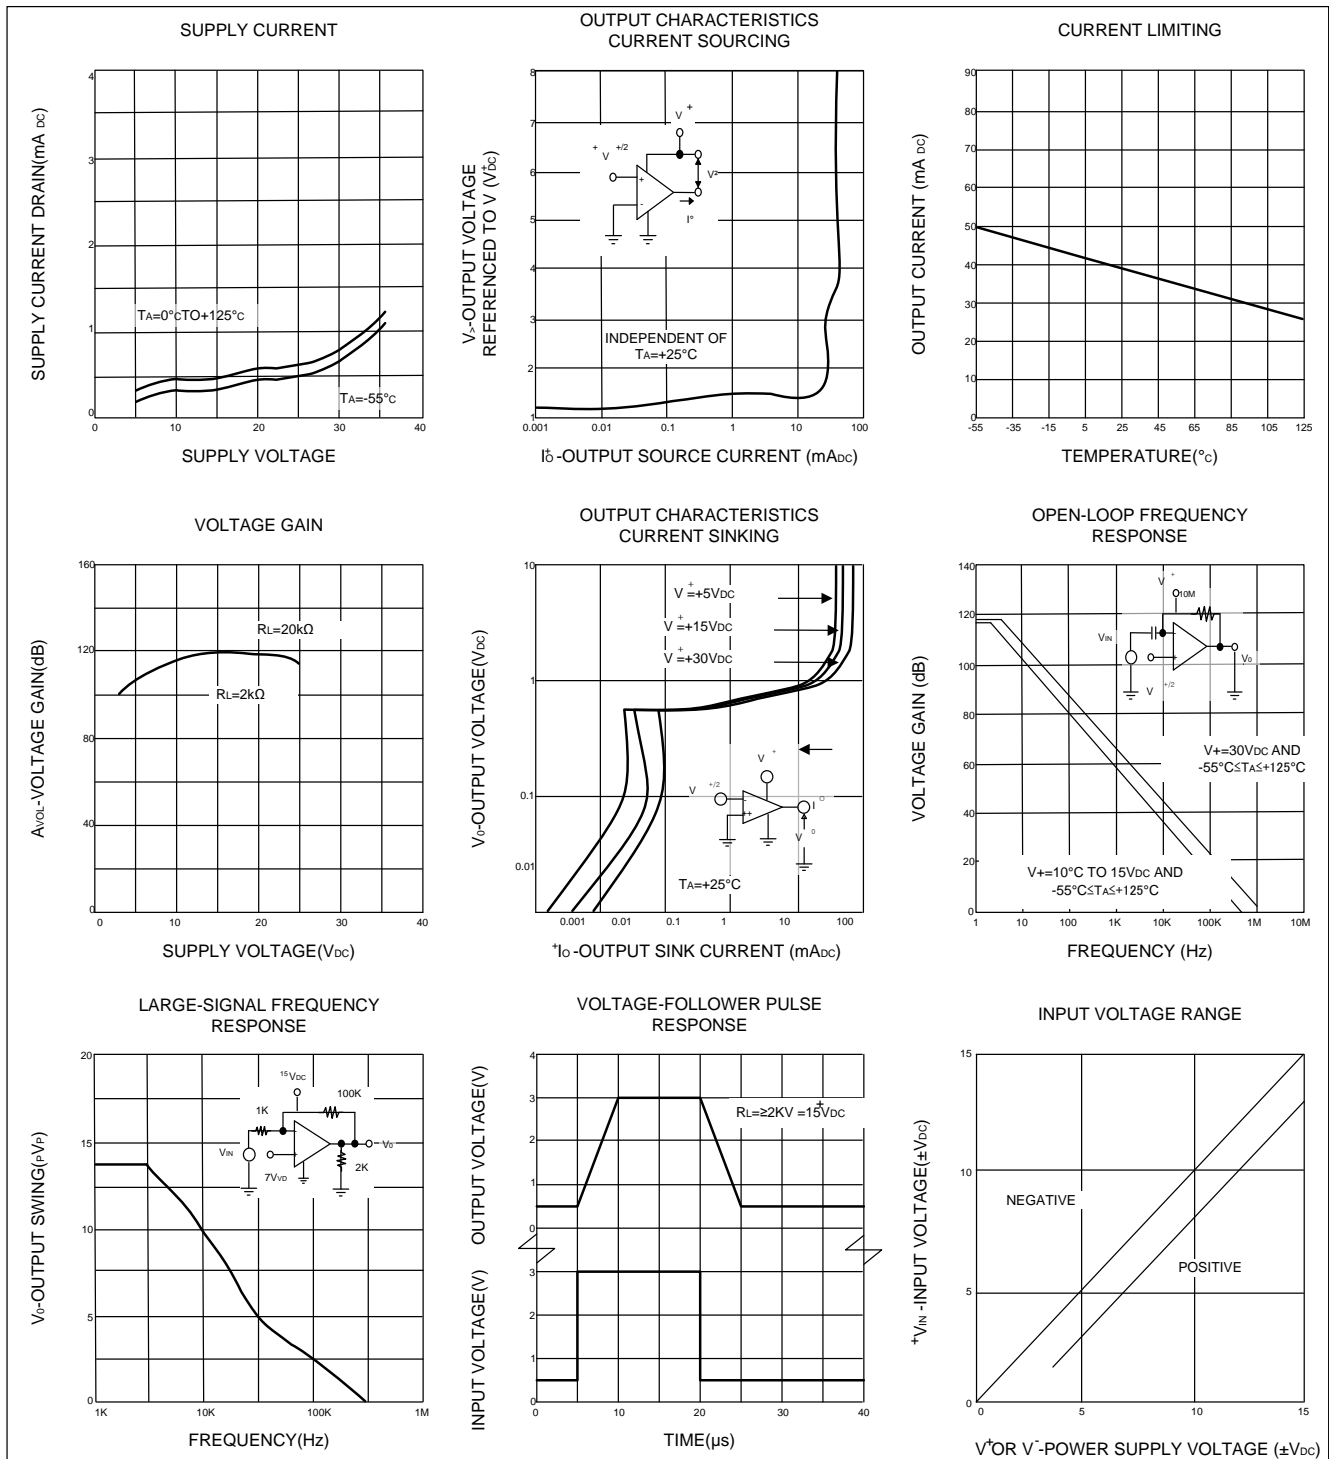 SUPPLY CURRENT
SUPPLY CURRENT DRAIN(mA DC)
4
3
2
1
0
TA=0°cTO+125°c
TA=-55°c
0 10 20 30 40
SUPPLY VOLTAGE
OUTPUT CHARACTERISTICS
CURRENT SOURCING
V>-OUTPUT VOLTAGE
REFERENCED TO V (V+DC)
8
7
6
5
4
3
2
1
V +
+ V +/2
+
-
V²
I°
INDEPENDENT OF
TA=+25°C
0.001 0.01 0.1 1 10 100
I+O-OUTPUT SOURCE CURRENT (mADC)
CURRENT LIMITING
OUTPUT CURRENT (mA DC)
90
80
70
60
50
40
30
20
10
0
-55 -35 -15 5 25 45 65 85 105 125
TEMPERATURE(°c)
VOLTAGE GAIN
AVOL-VOLTAGE GAIN(dB)
160
120
80
40
0
RL=20kΩ
RL=2kΩ
0 10 20 30 40
SUPPLY VOLTAGE(VDC)
OUTPUT CHARACTERISTICS
CURRENT SINKING
V0-OUTPUT VOLTAGE(VDC)
10
1
0.1
0.01
V+=+5VDC
V+=+15VDC
V+=+30VDC
V +
V +/2
-
++
I O
V 0
TA=+25°C
0.001 0.01 0.1 1 10 100
+IO-OUTPUT SINK CURRENT (mADC)
OPEN-LOOP FREQUENCY
RESPONSE
VOLTAGE GAIN (dB)
140
120
100
80
60
40
20
0
V +
10M
VIN
-
+
V0
V +/2
V+=30VDC AND
-55°C≤TA≤+125°C
V+=10°C TO 15VDC AND
-55°C≤TA≤+125°C
1 10 100 1K 10K 100K 1M 10M
FREQUENCY (Hz)
LARGE-SIGNAL FREQUENCY
RESPONSE
V0-OUTPUT SWING(PVP)
20
15
10
5
0
15VDC
100K
1K
VIN
-
+
V0
7VVD
2K
1K 10K 100K 1M
FREQUENCY(Hz)
VOLTAGE-FOLLOWER PULSE
RESPONSE
OUTPUT VOLTAGE(V)
4
3
2
1
0
RL=≥2KV =15+VDC
INPUT VOLTAGE(V)
3
2
1
0
0 10 20 30 40
TIME(µs)
INPUT VOLTAGE RANGE
+VIN -INPUT VOLTAGE(±VDC)
15
10
5
0
NEGATIVE
POSITIVE
0 5 10 15
V+OR V--POWER SUPPLY VOLTAGE (±VDC)